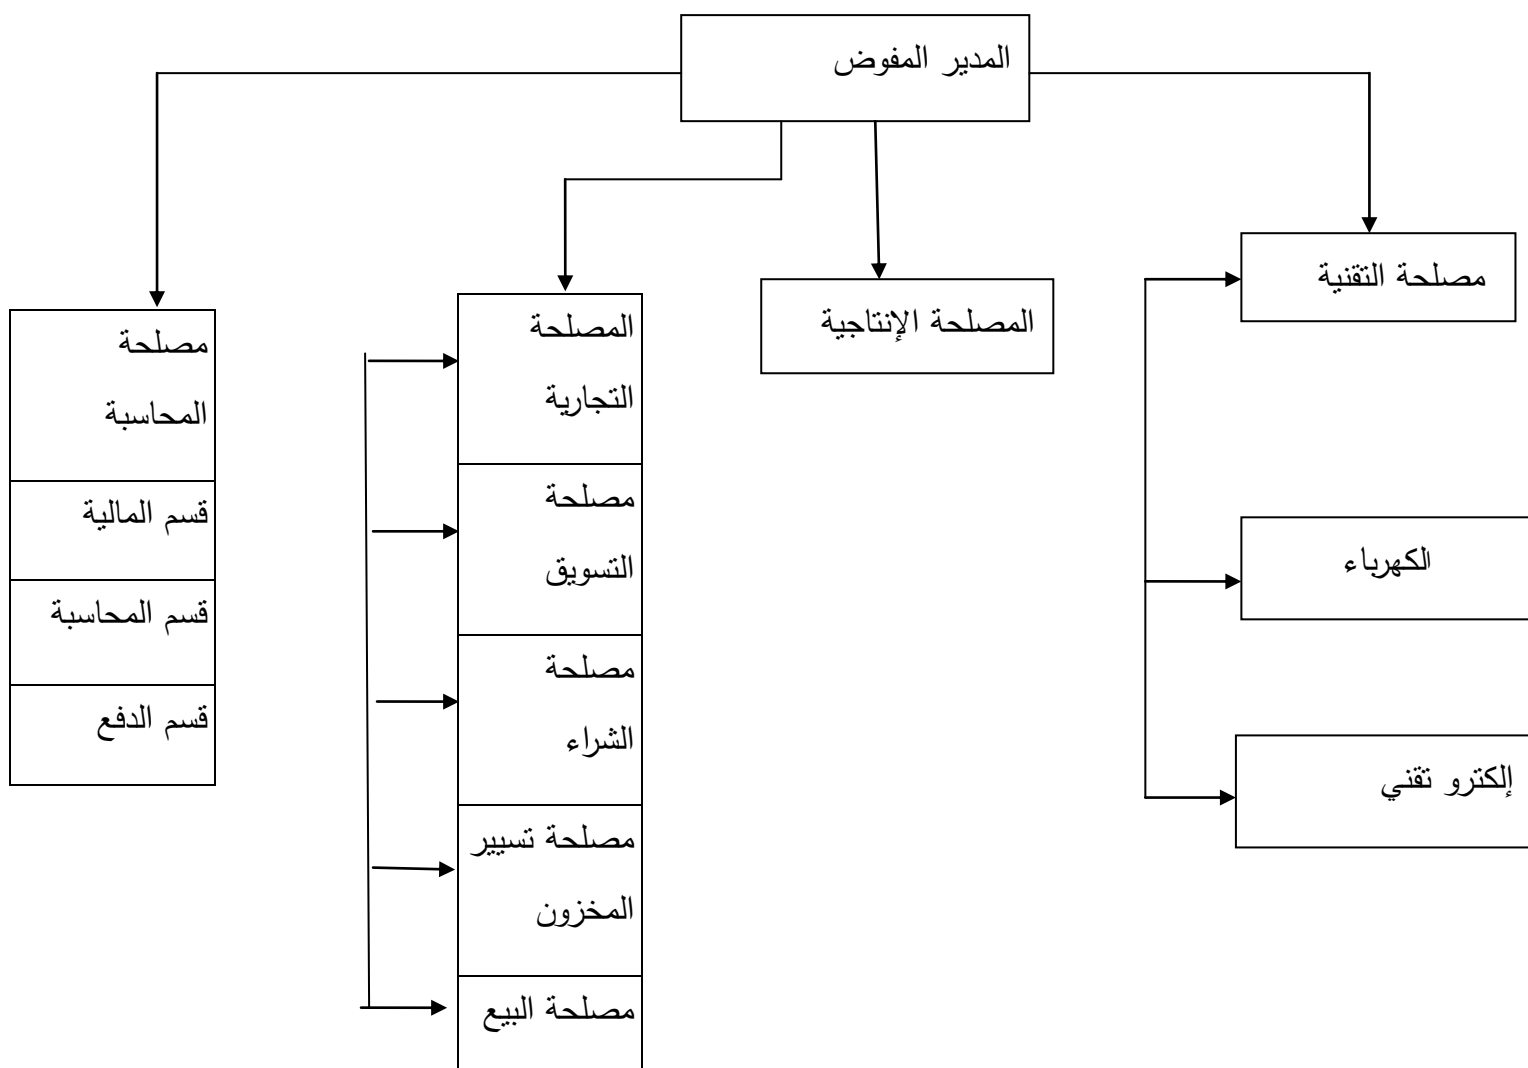 المدير المفوض
مصلحة التقنية
الكهرباء
إلكترو تقني
المصلحة الإنتاجية
المصلحة
التجارية
مصلحة
التسويق
مصلحة
الشراء
مصلحة تسيير
المخزون
مصلحة البيع
مصلحة
المحاسبة
قسم المالية
قسم المحاسبة
قسم الدفع